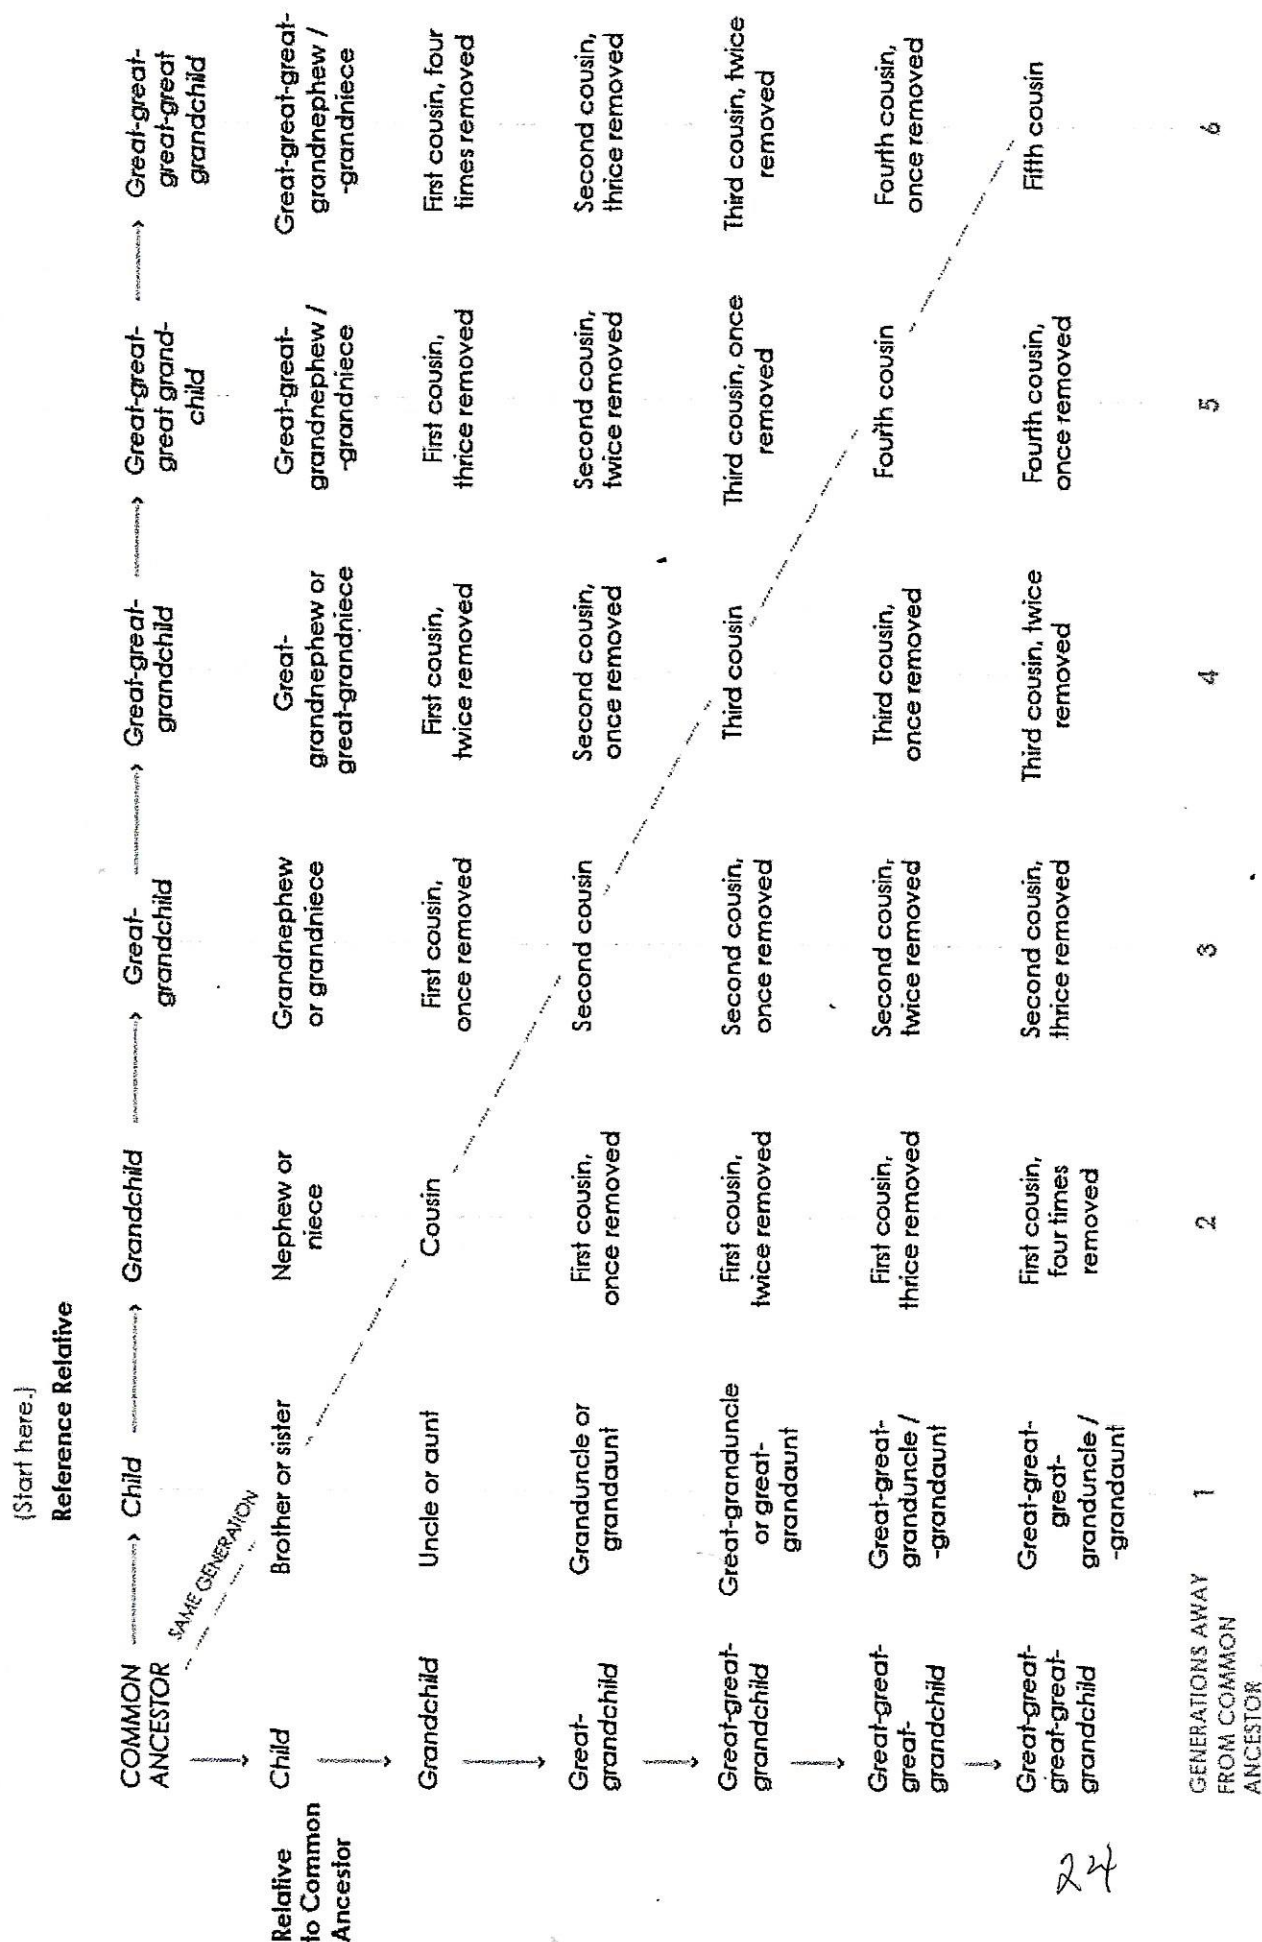 (Start here.)
Reference Relative
COMMON
ANCESTOR
Child
Grandchild
Great-
grandchild
Great-great-
grandchild
Great-great-
great grand-
child
Great-great-
great-great
grandchild
SAME GENERATION
Relative
to Common
Ancestor
Child
Brother or sister
Nephew or
niece
Grandnephew
or grandniece
Great-
grandnephew or
great-grandniece
Great-great-
grandnephew /
-grandniece
Great-great-great-
grandnephew /
-grandniece
Grandchild
Uncle or aunt
Cousin
First cousin,
once removed
First cousin,
twice removed
First cousin,
thrice removed
First cousin, four
times removed
Great-
grandchild
Granduncle or
grandaunt
First cousin,
once removed
Second cousin
Second cousin,
once removed
Second cousin,
twice removed
Second cousin,
thrice removed
Great-great-
grandchild
Great-granduncle
or great-
grandaunt
First cousin,
twice removed
Second cousin,
once removed
Third cousin
Third cousin, once
removed
Third cousin, twice
removed
Great-great-
great-
grandchild
Great-great-
granduncle /
-grandaunt
First cousin,
thrice removed
Second cousin,
twice removed
Third cousin,
once removed
Fourth cousin
Fourth cousin,
once removed
Great-great-
great-great-
grandchild
Great-great-
great-
granduncle /
-grandaunt
First cousin,
four times
removed
Second cousin,
thrice removed
Third cousin, twice
removed
Fourth cousin,
once removed
Fifth cousin
GENERATIONS AWAY
FROM COMMON
ANCESTOR
1
2
3
4
5
6
24